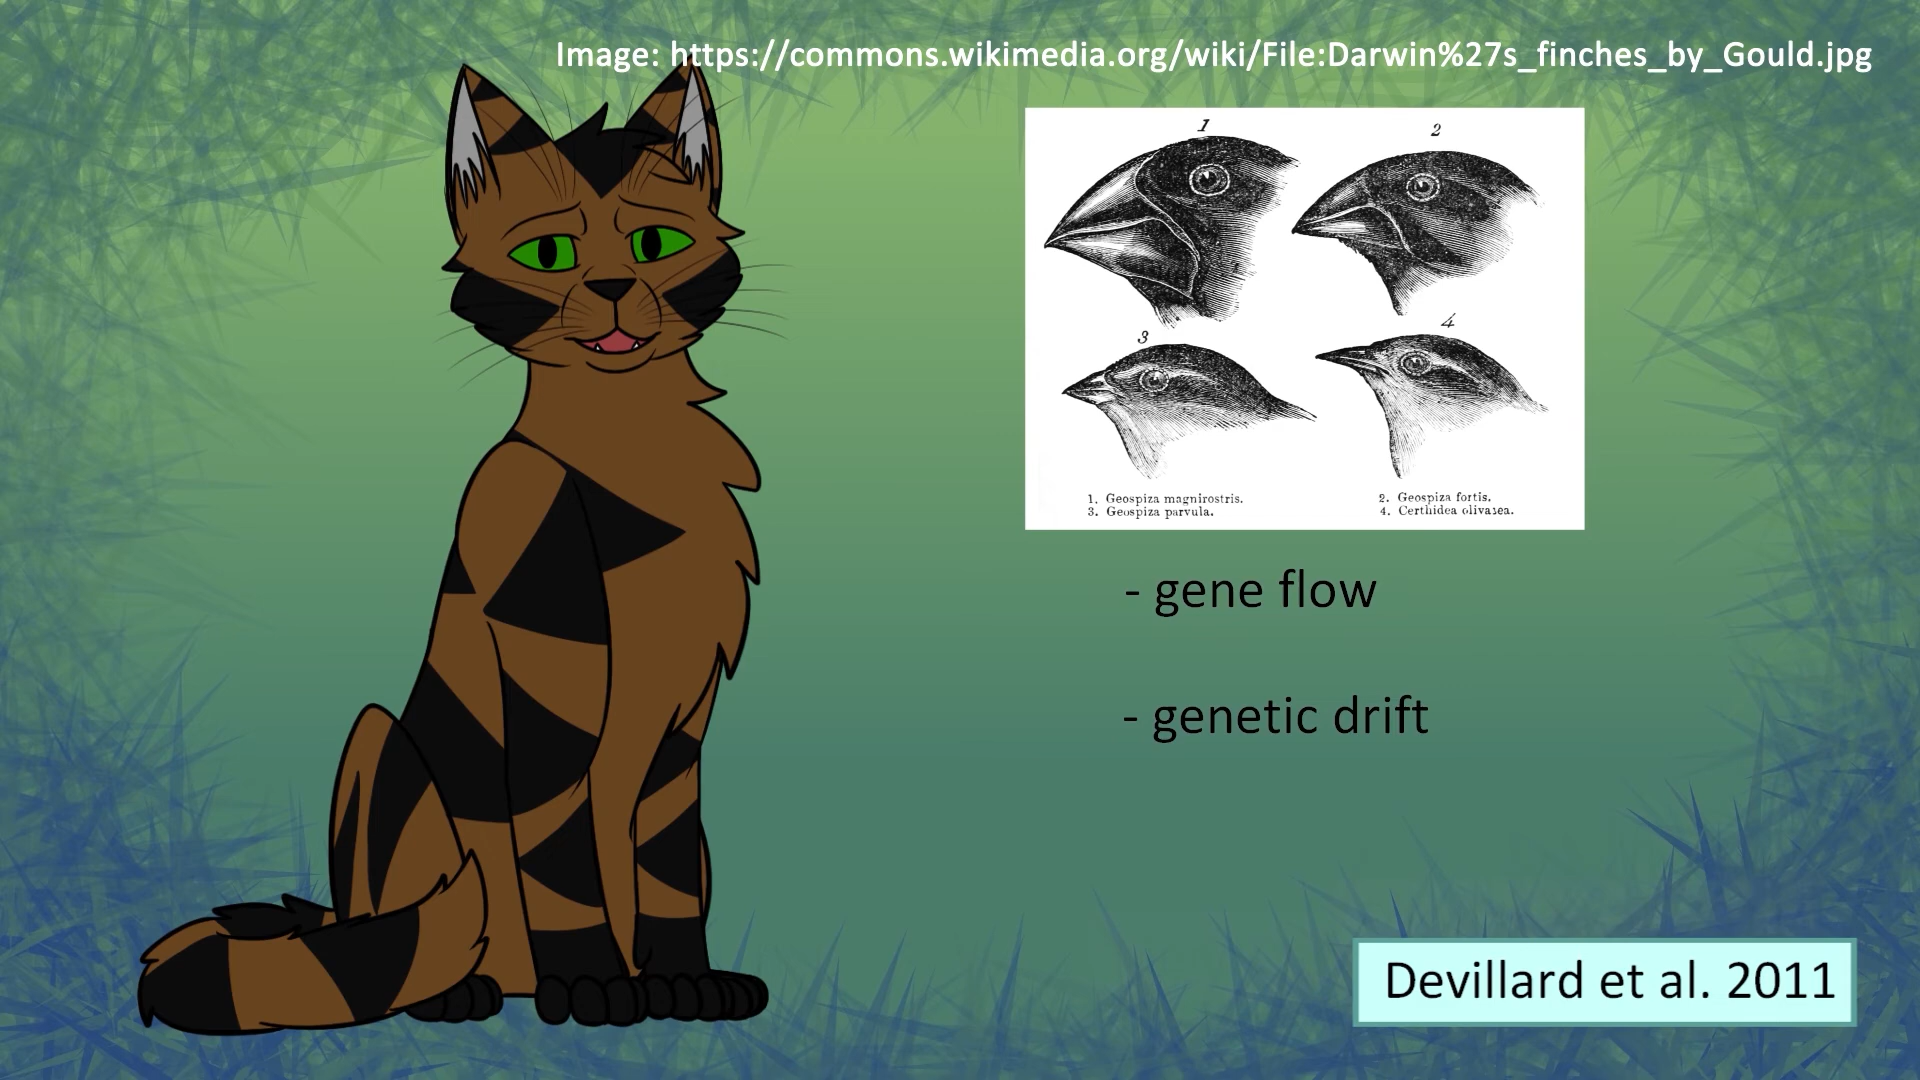 Image: https://commons.wikimedia.org/wiki/File:Darwin%27s_finches_by_Gould.jpg
1
2
3
4
1. Geospiza magnirostris.
2. Geospiza fortis.
3. Geospiza parvula.
4. Certhidea olivasea.
- gene flow
- genetic drift
Devillard et al. 2011